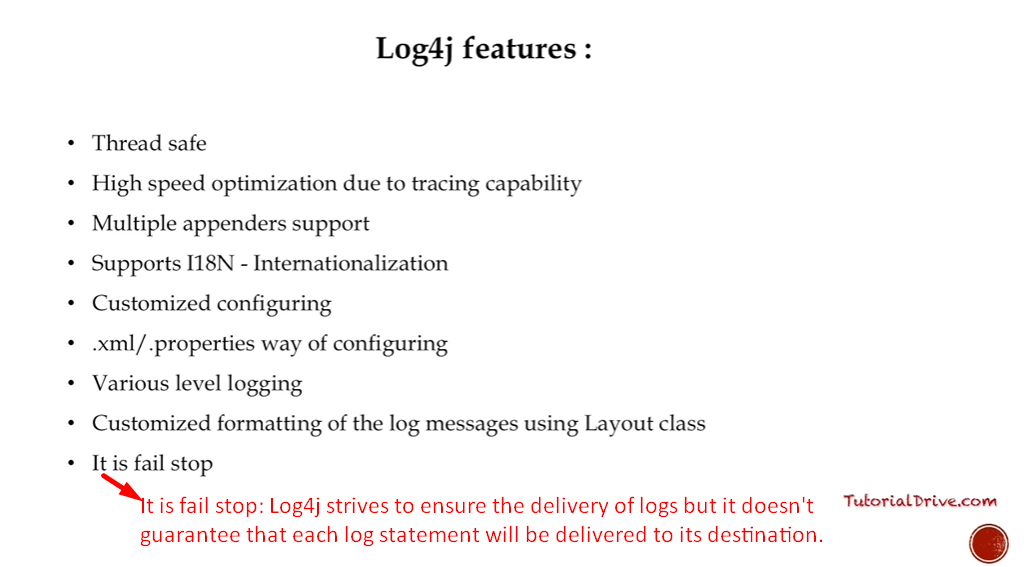 Log4j features :
• Thread safe
• High speed optimization due to tracing capability
• Multiple appenders support
• Supports I18N - Internationalization
• Customized configuring
• .xml/.properties way of configuring
• Various level logging
• Customized formatting of the log messages using Layout class
• It is fail stop
It is fail stop: Log4j strives to ensure the delivery of logs but it doesn't
guarantee that each log statement will be delivered to its destination.
TutorialDrive.com